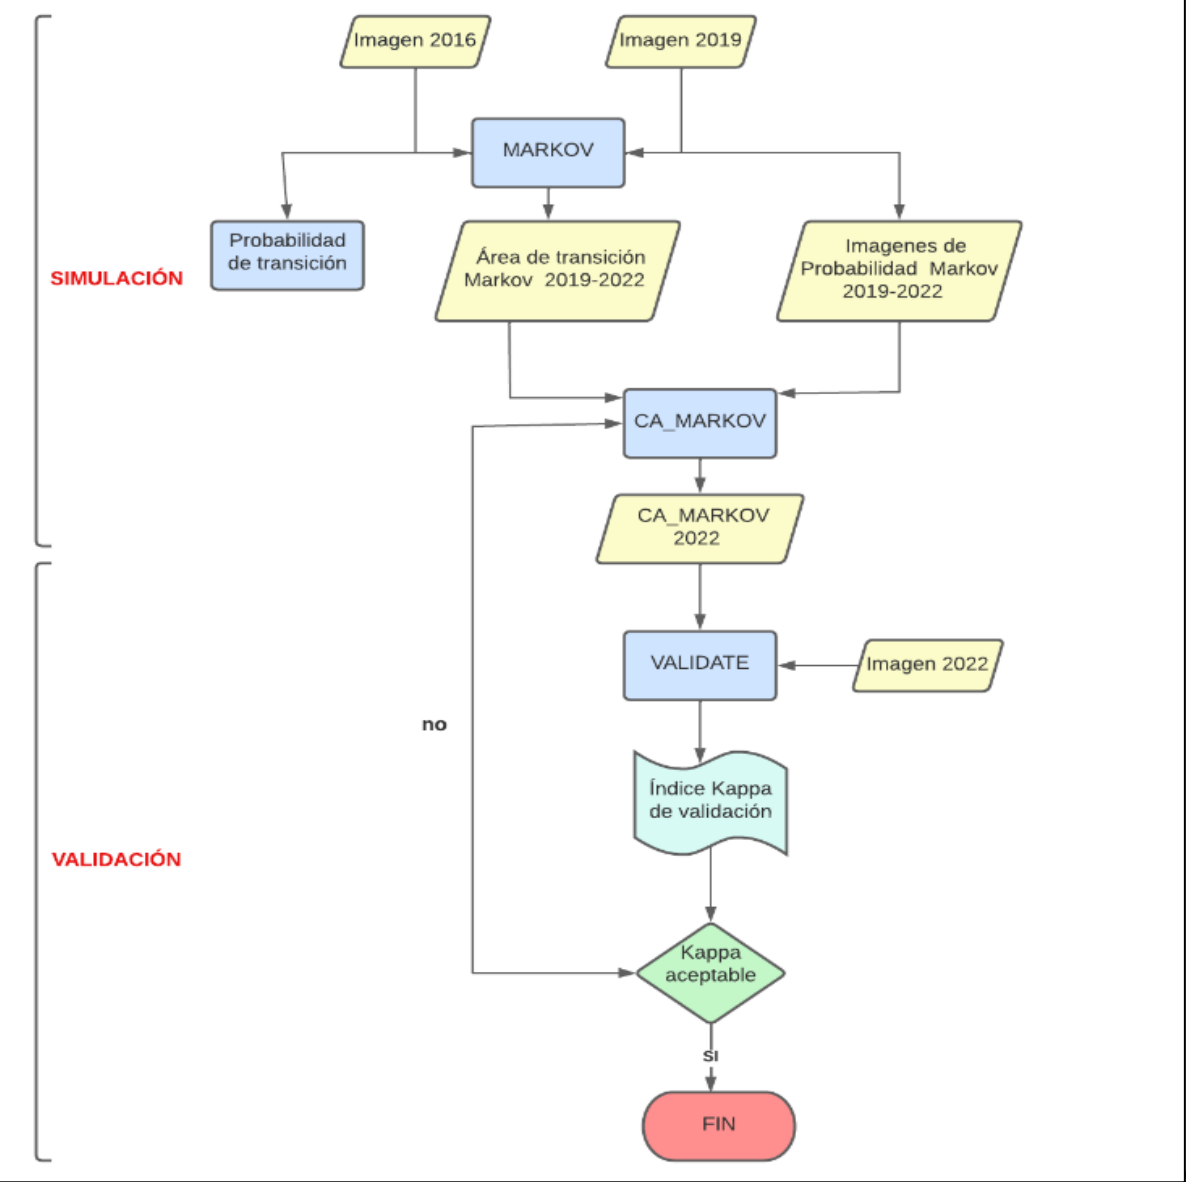 Imagen 2016
Imagen 2019
MARKOV
Probabilidad
de transición
Área de transición
Markov 2019-2022
Imagenes de
Probabilidad Markov
2019-2022
SIMULACIÓN
CA_MARKOV
CA_MARKOV
2022
VALIDATE
Imagen 2022
no
Índice Kappa
de validación
VALIDACIÓN
Kappa
aceptable
SI
FIN